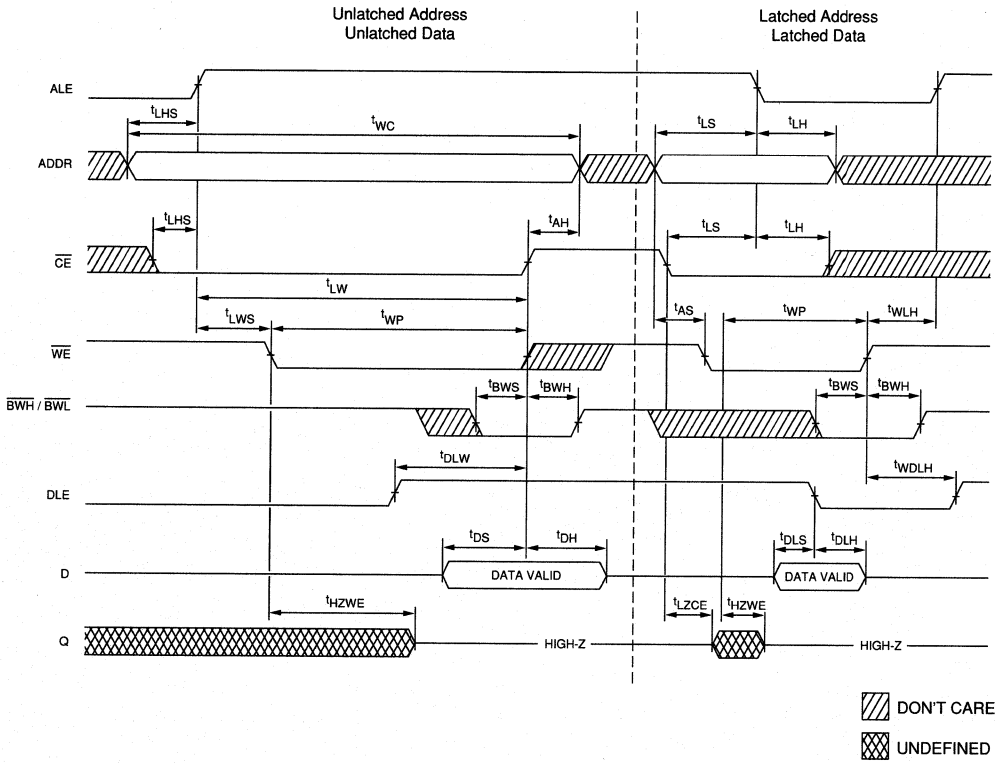 Unlatched Address
Unlatched Data
Latched Address
Latched Data
ALE
tLHS
tWC
tLS
tLH
ADDR
tLHS
tAH
tLS
tLH
CE
tLW
tLWS
tWP
tAS
tWP
tWLH
WE
tBWS
tBWH
tBWS
tBWH
BWH / BWL
tDLW
tWDLH
DLE
tDS
tDH
tDLS
tDLH
D
DATA VALID
DATA VALID
tHZWE
tLZCE
tHZWE
Q
HIGH-Z
HIGH-Z
DON'T CARE
UNDEFINED